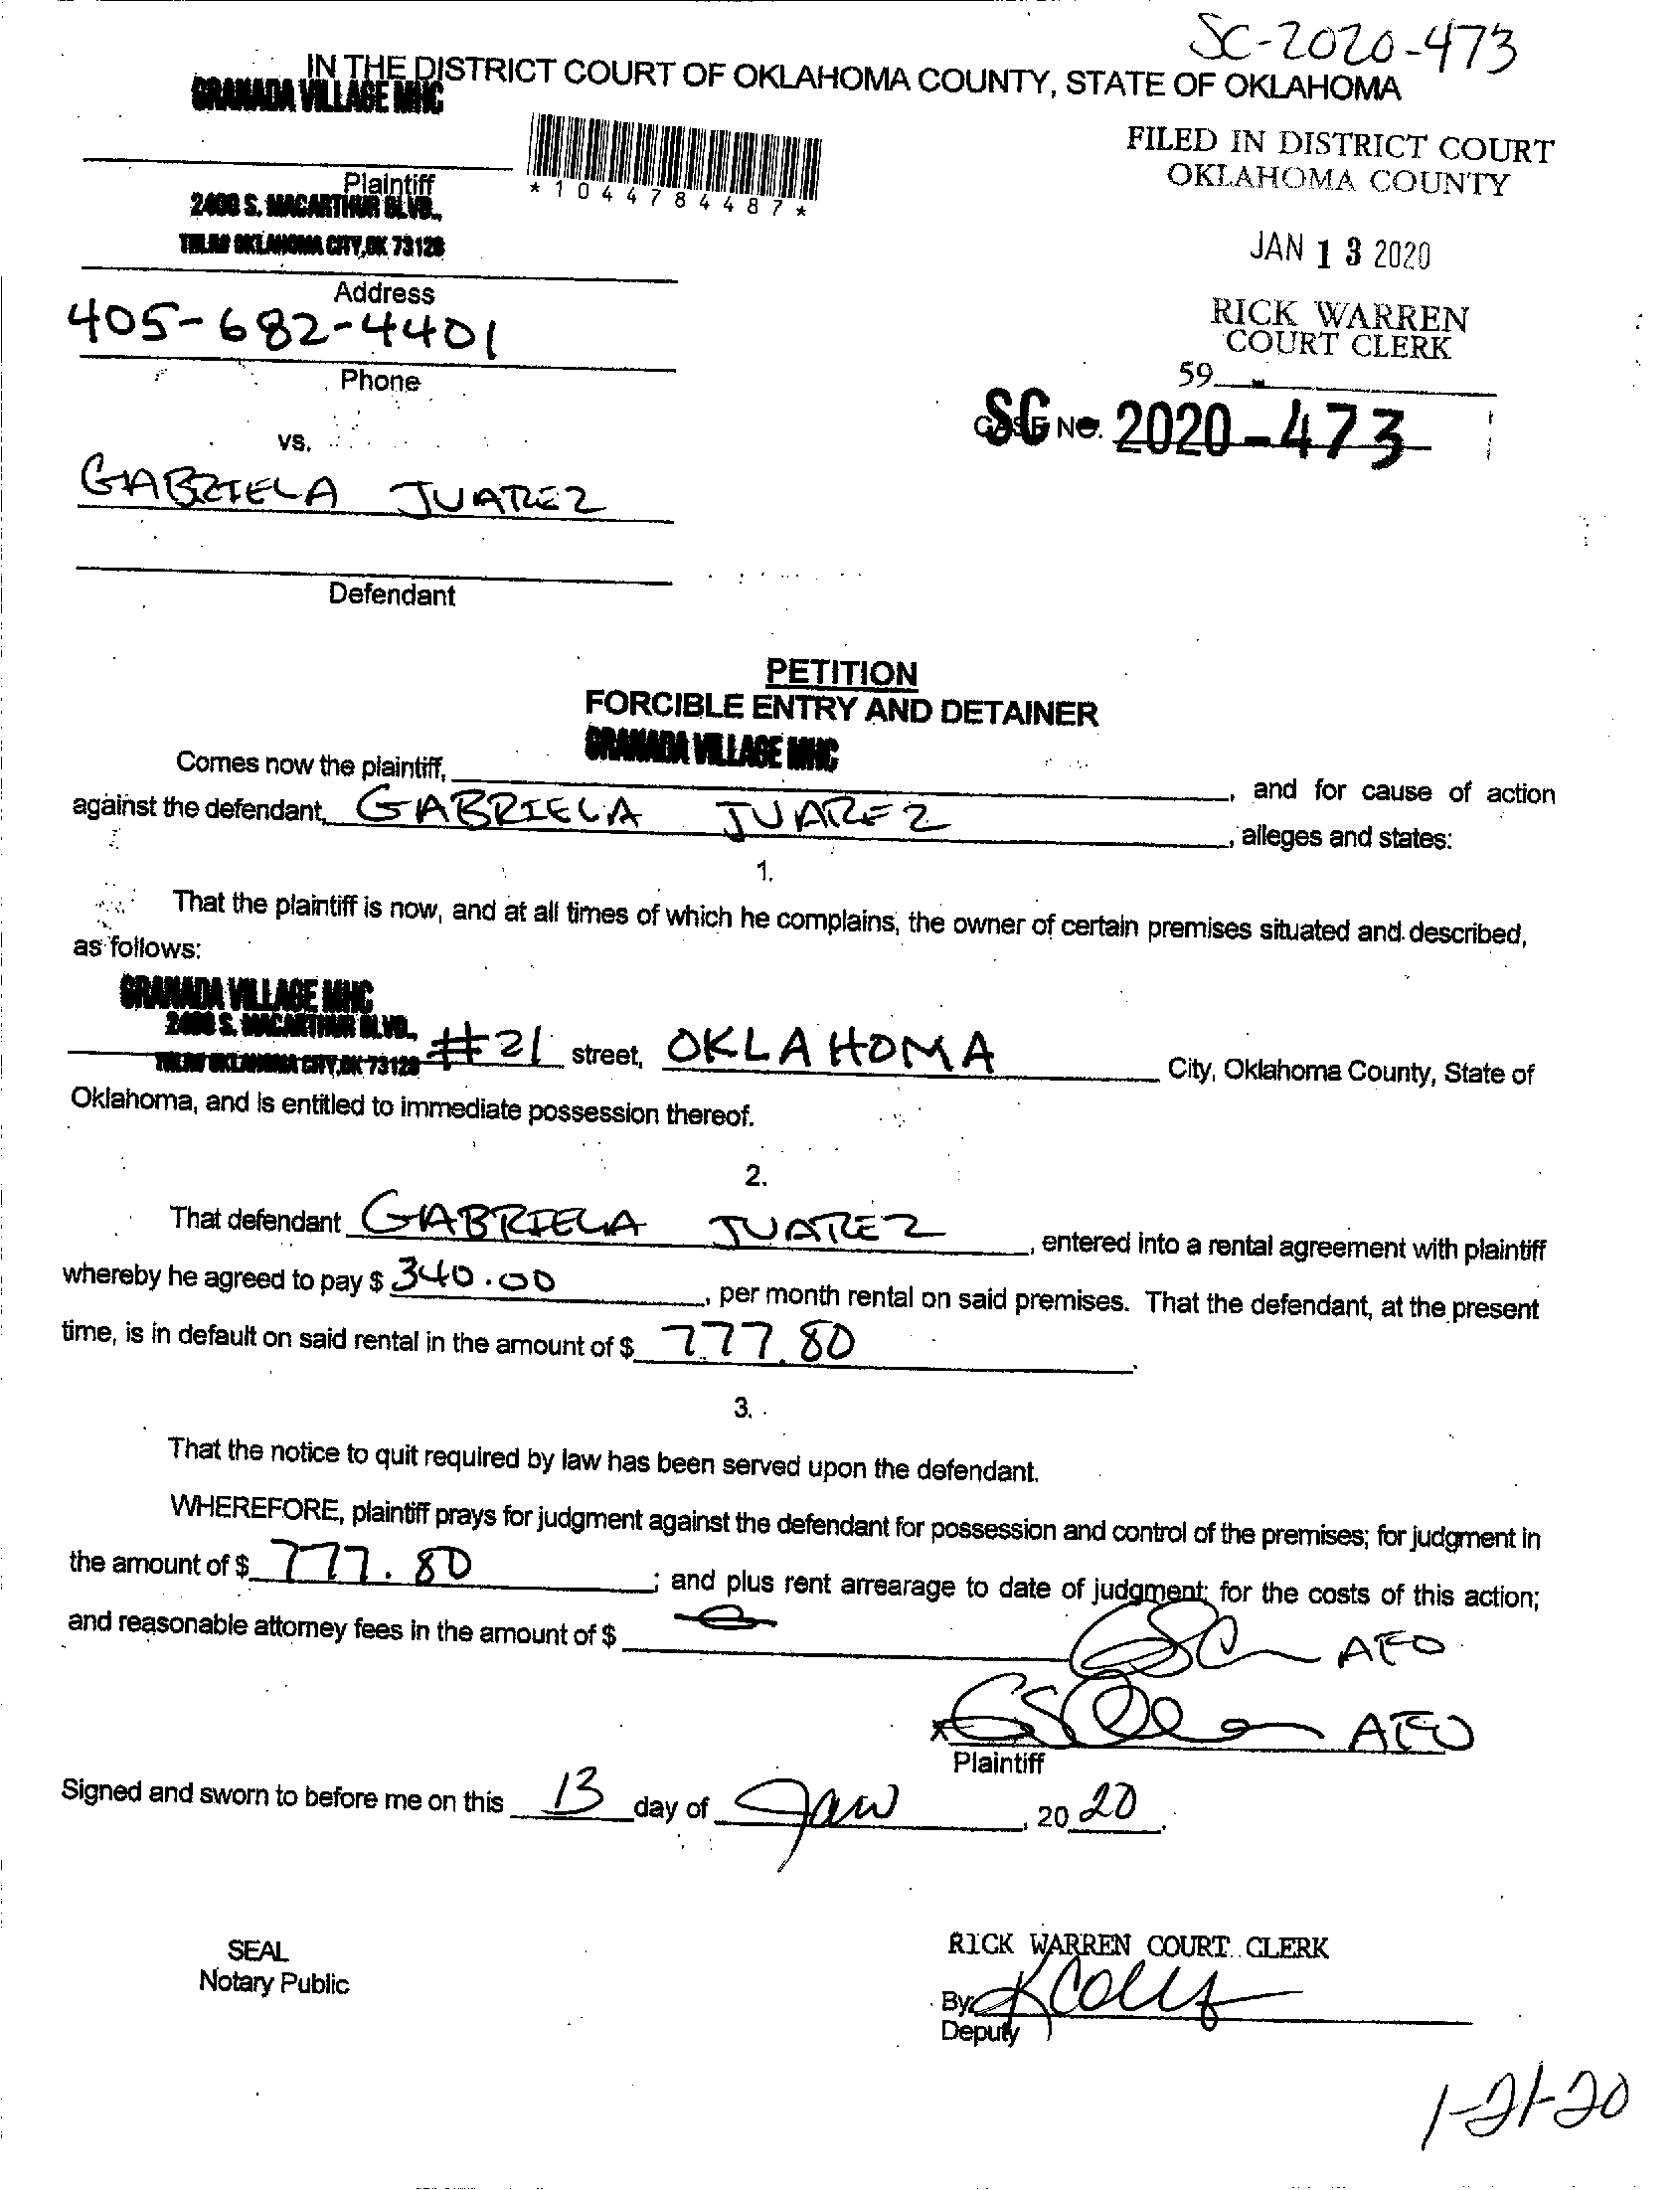 SC-2020-473
IN THE DISTRICT COURT OF OKLAHOMA COUNTY, STATE OF OKLAHOMA
GRANADA VILLAGE MHC
*1044784487*
FILED IN DISTRICT COURT
OKLAHOMA COUNTY
JAN 13 2020
RICK WARREN
COURT CLERK
59
SC CASE NO. 2020-473
Plaintiff
2400 S. MACARTHUR BLVD.,
OKLAHOMA CITY, OK 73128
Address
405-682-4401
Phone
vs.
GABRIELA JUAREZ
Defendant
PETITION
FORCIBLE ENTRY AND DETAINER
Comes now the plaintiff, GRANADA VILLAGE MHC, and for cause of action
against the defendant, GABRIELA JUAREZ, alleges and states:
1.
That the plaintiff is now, and at all times of which he complains, the owner of certain premises situated and described,
as follows:
GRANADA VILLAGE MHC
2400 S. MACARTHUR BLVD.
OKLAHOMA CITY, OK 73128 #21 street, OKLAHOMA City, Oklahoma County, State of
Oklahoma, and is entitled to immediate possession thereof.
2.
That defendant GABRIELA JUAREZ, entered into a rental agreement with plaintiff
whereby he agreed to pay $ 340.00, per month rental on said premises. That the defendant, at the present
time, is in default on said rental in the amount of $ 777.80.
3.
That the notice to quit required by law has been served upon the defendant.
WHEREFORE, plaintiff prays for judgment against the defendant for possession and control of the premises; for judgment in
the amount of $ 777.80; and plus rent arrearage to date of judgment; for the costs of this action;
and reasonable attorney fees in the amount of $
AFO
x AFO
Plaintiff
Signed and sworn to before me on this 13 day of Jan, 2020.
SEAL
Notary Public
RICK WARREN COURT CLERK
By
Deputy
1-21-20